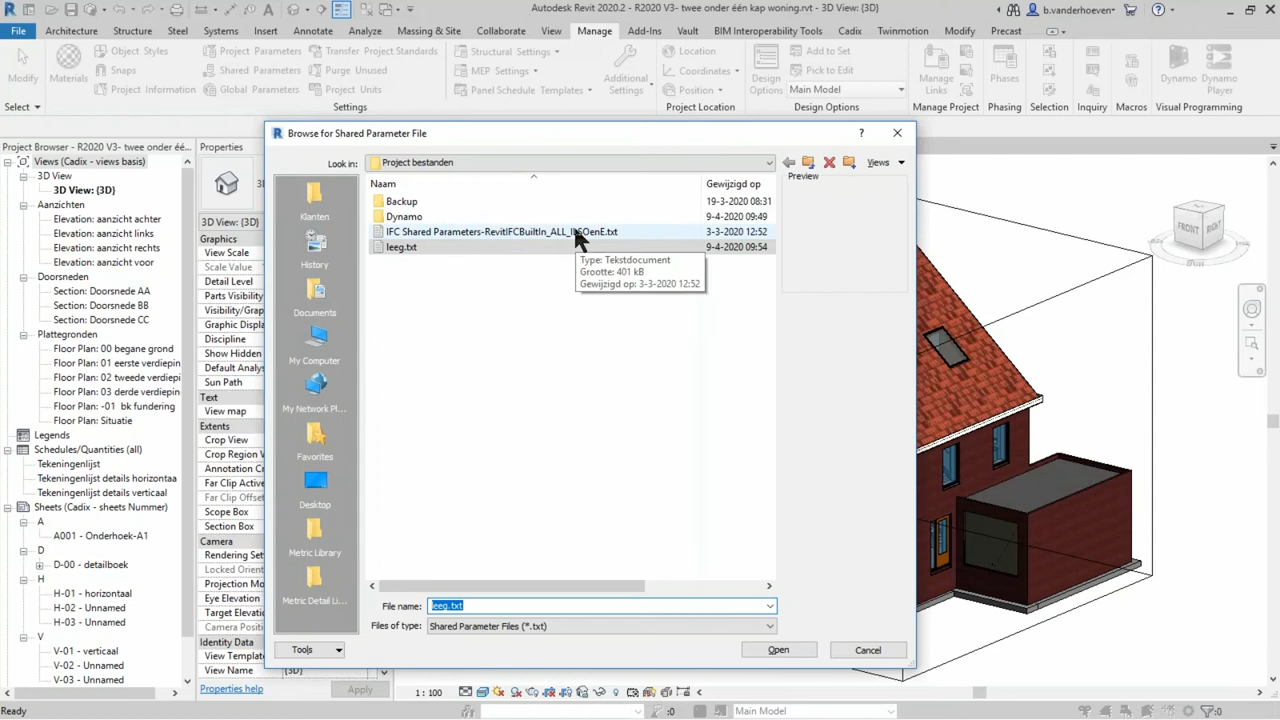 Autodesk Revit 2020.2 - R2020 V3- twee onder één kap woning.rvt - 3D View: {3D}
b.vanderhoeven
File Architecture Structure Steel Systems Insert Annotate Analyze Massing & Site Collaborate View Manage Add-Ins Vault BIM Interoperability Tools Cadix Twinmotion Modify Precast
Object Styles Project Parameters Transfer Project Standards Structural Settings Location Add to Set
Snaps Shared Parameters Purge Unused MEP Settings Coordinates Pick to Edit
Project Information Global Parameters Project Units Panel Schedule Templates Position Main Model
Modify Materials Additional Settings Design Options Manage Links Phases Dynamo Dynamo Player
Select Settings Project Location Design Options Manage Project Phasing Selection Inquiry Macros Visual Programming
Project Browser - R2020 V3- twee onder éé...
Views (Cadix - views basis)
3D View
3D View: {3D}
Aanzichten
Elevation: aanzicht achter
Elevation: aanzicht links
Elevation: aanzicht rechts
Elevation: aanzicht voor
Doorsneden
Section: Doorsnede AA
Section: Doorsnede BB
Section: Doorsnede CC
Plattegronden
Floor Plan: 00 begane grond
Floor Plan: 01 eerste verdiepin
Floor Plan: 02 tweede verdiepi
Floor Plan: 03 derde verdiepin
Floor Plan: -01 bk fundering
Floor Plan: Situatie
Legends
Schedules/Quantities (all)
Tekeningenlijst
Tekeningenlijst details horizontaa
Tekeningenlijst details verticaal
Sheets (Cadix - sheets Nummer)
A
A001 - Onderhoek-A1
D
D-00 - detailboek
H
H-01 - horizontaal
H-02 - Unnamed
H-03 - Unnamed
V
V-01 - verticaal
V-02 - Unnamed
V-03 - Unnamed
Properties
3D View: {3D}
Graphics
View Scale
Scale Value
Detail Level
Parts Visibility
Visibility/Grap
Graphic Displa
Discipline
Show Hidden
Default Analys
Sun Path
Text
View map
Extents
Crop View
Crop Region V
Annotation Cr
Far Clip Active
Far Clip Offset
Scope Box
Section Box
Camera
Rendering Set
Locked Orient
Projection Mo
Eye Elevation
Target Elevati
Camera Positi
Identity Data
View Templat
View Name {3D}
Properties help Apply
Browse for Shared Parameter File
Look in: Project bestanden Views
Naam Gewijzigd op
Backup 19-3-2020 08:31
Dynamo 9-4-2020 09:49
IFC Shared Parameters-RevitIFCBuiltIn_ALL 3-3-2020 12:52
leeg.txt 9-4-2020 09:54
Type: Tekstdocument
Grootte: 401 kB
Gewijzigd op: 3-3-2020 12:52
Preview
Klanten
History
Documents
My Computer
My Network Pl...
Favorites
Desktop
Metric Library
Metric Detail Li...
File name: leeg.txt
Files of type: Shared Parameter Files (*.txt)
Tools Open Cancel
FRONT RIGHT
1 : 100
Ready :0 Main Model :0